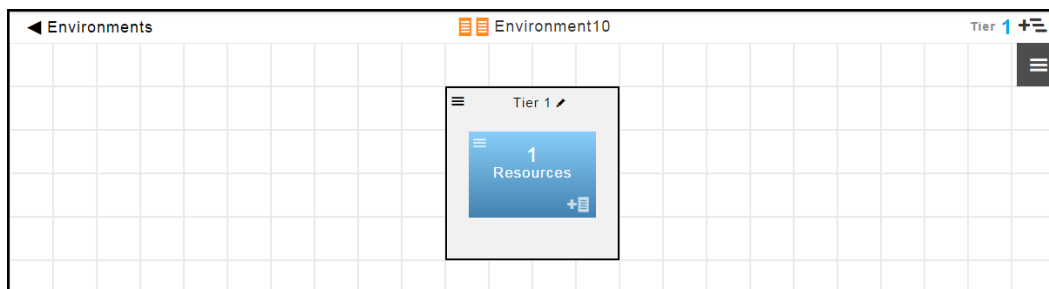 Environments
Environment10
Tier 1
Tier 1
1
Resources